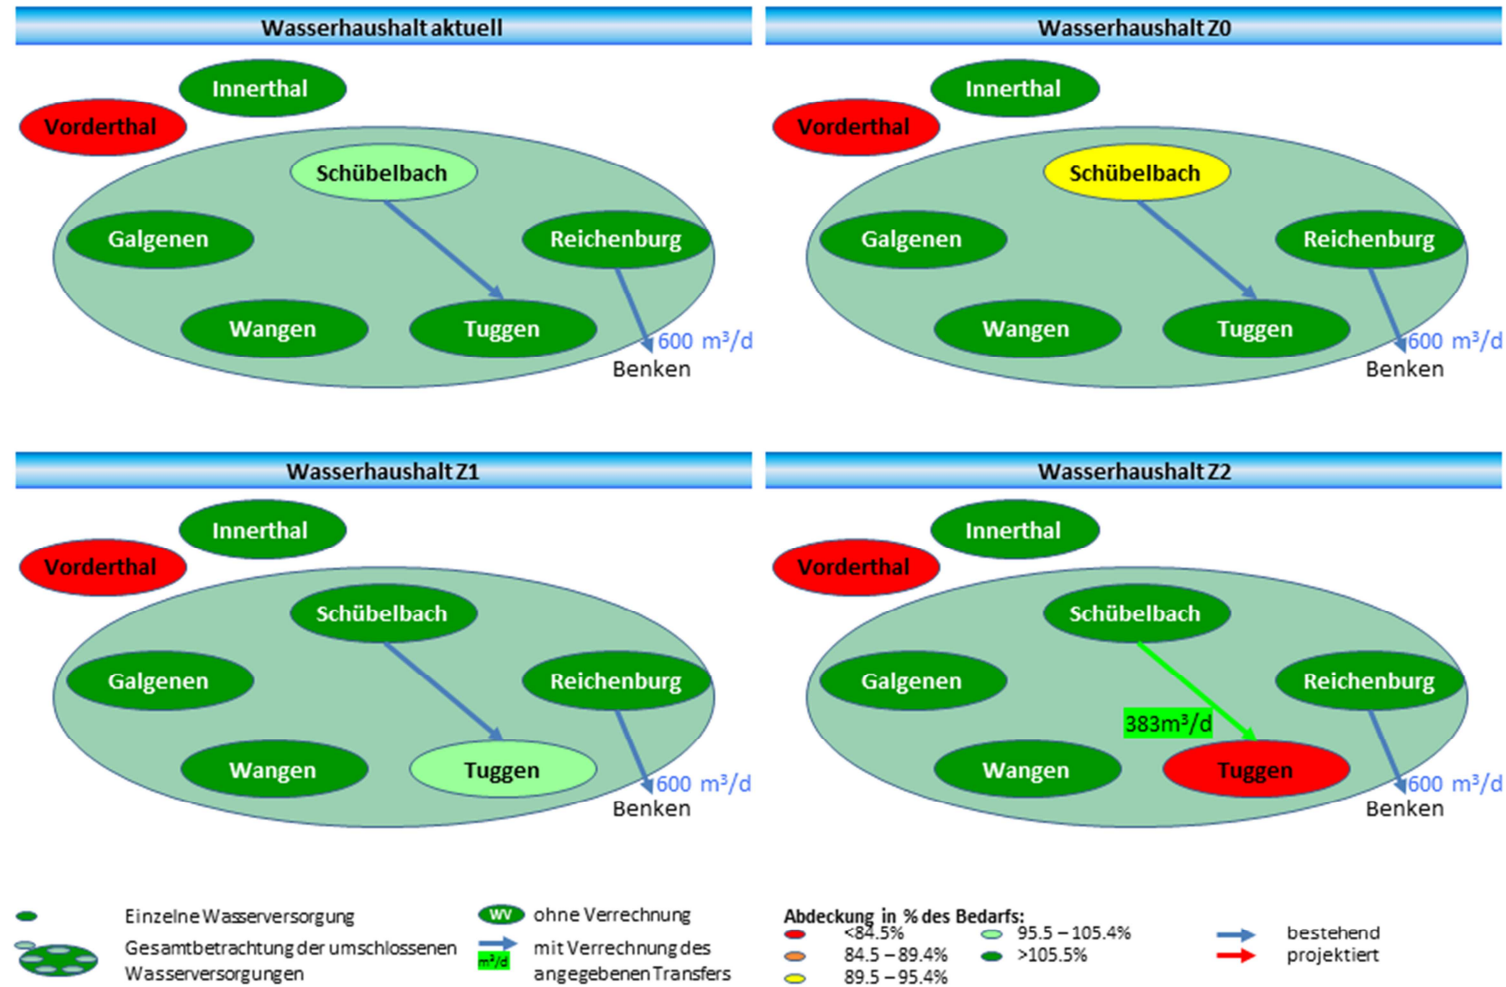 Wasserhaushalt aktuell
Innerthal
Vorderthal
Schübelbach
Galgenen
Reichenburg
Wangen
Tuggen
600 m³/d
Benken
Wasserhaushalt Z0
Innerthal
Vorderthal
Schübelbach
Galgenen
Reichenburg
Wangen
Tuggen
600 m³/d
Benken
Wasserhaushalt Z1
Innerthal
Vorderthal
Schübelbach
Galgenen
Reichenburg
Wangen
Tuggen
600 m³/d
Benken
Wasserhaushalt Z2
Innerthal
Vorderthal
Schübelbach
Galgenen
Reichenburg
383m³/d
Wangen
Tuggen
600 m³/d
Benken
Einzelne Wasserversorgung
Gesamtbetrachtung der umschlossenen
Wasserversorgungen
WV ohne Verrechnung
mit Verrechnung des
m³/d angegebenen Transfers
Abdeckung in % des Bedarfs:
<84.5%
84.5 – 89.4%
89.5 – 95.4%
95.5 – 105.4%
>105.5%
bestehend
projektiert